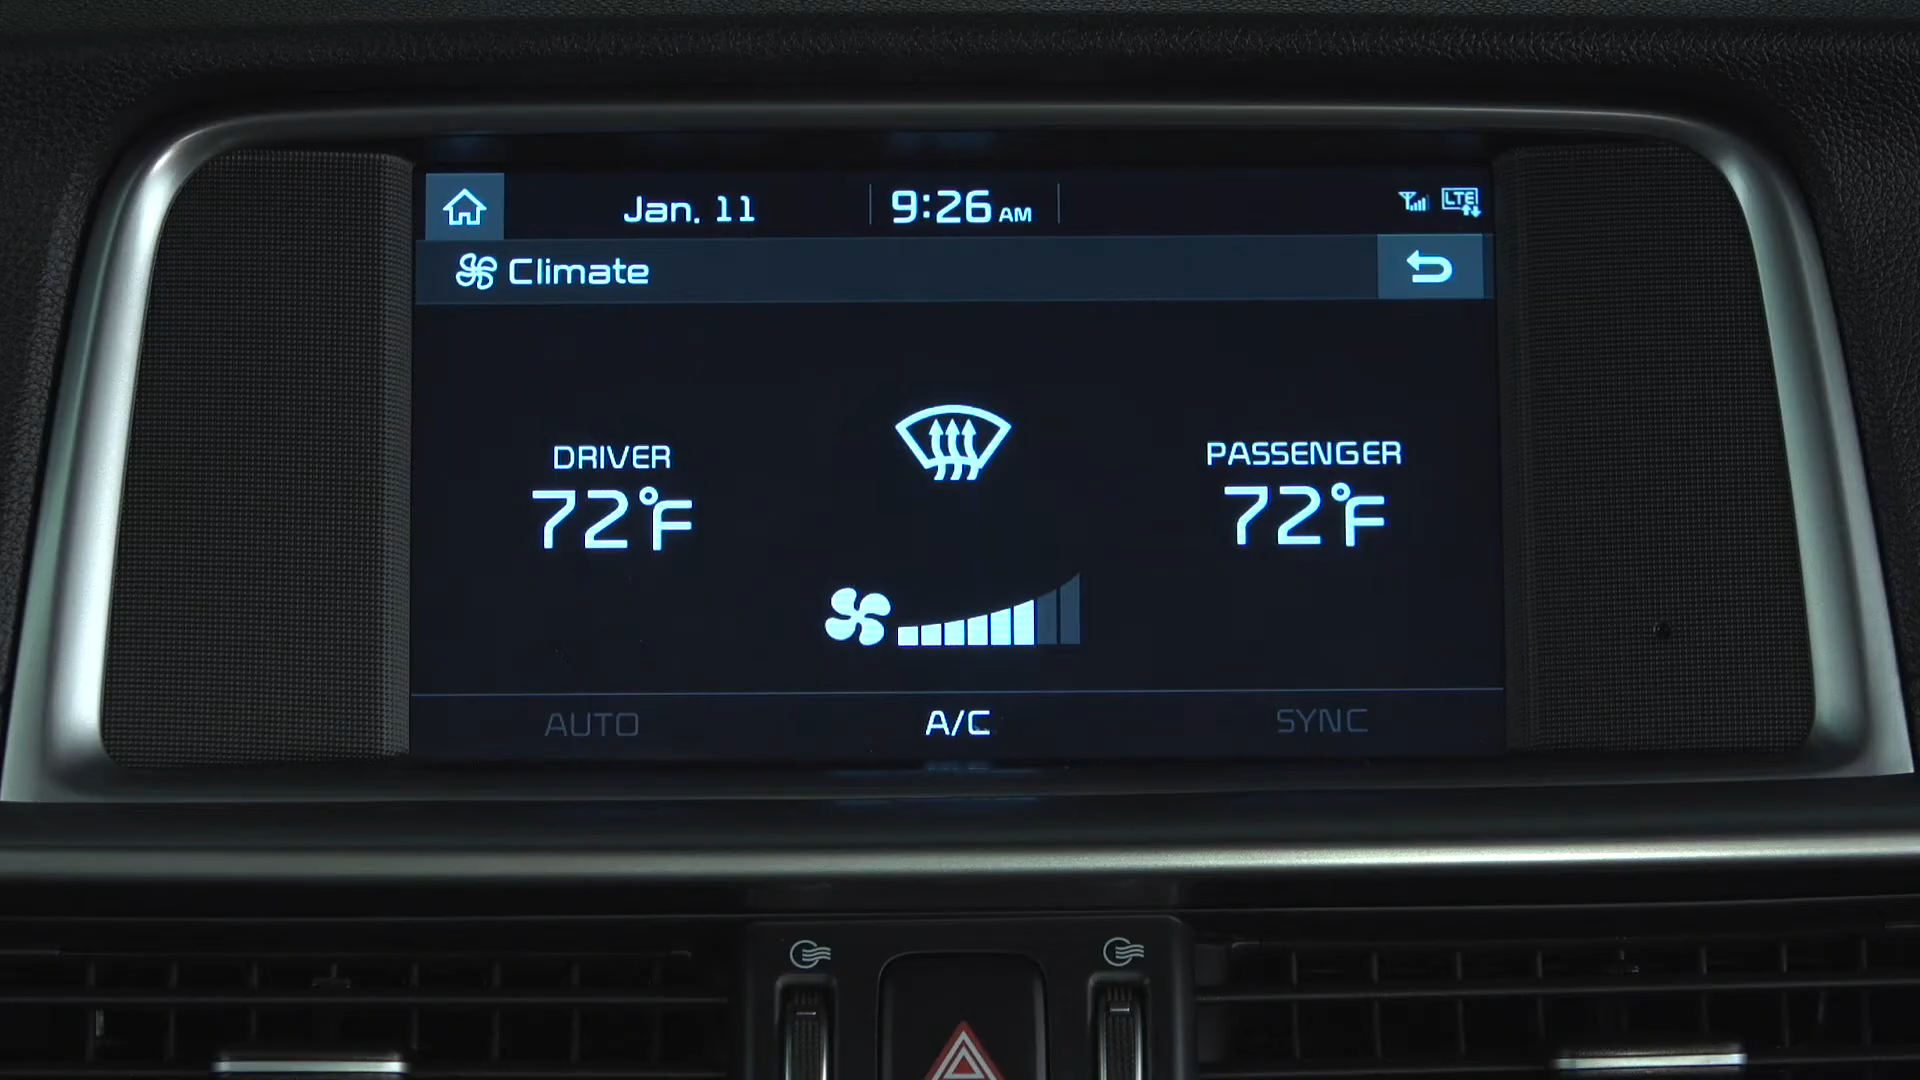 Jan. 11 9:26 AM LTE
Climate
DRIVER
72°F
PASSENGER
72°F
AUTO A/C SYNC